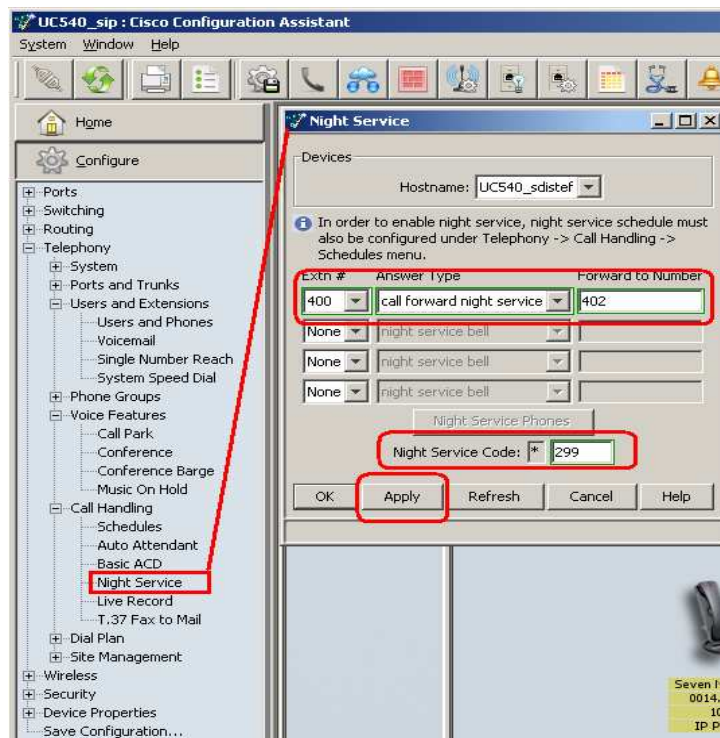 UC540_sip : Cisco Configuration Assistant
System Window Help
Home
Configure
Ports
Switching
Routing
Telephony
System
Ports and Trunks
Users and Extensions
Users and Phones
Voicemail
Single Number Reach
System Speed Dial
Phone Groups
Voice Features
Call Park
Conference
Conference Barge
Music On Hold
Call Handling
Schedules
Auto Attendant
Basic ACD
Night Service
Live Record
T.37 Fax to Mail
Dial Plan
Site Management
Wireless
Security
Device Properties
Save Configuration...
Night Service
Devices
Hostname: UC540_sdistef
In order to enable night service, night service schedule must
also be configured under Telephony -> Call Handling ->
Schedules menu.
Extn # Answer Type Forward to Number
400 call forward night service 402
None night service bell
None night service bell
None night service bell
Night Service Phones
Night Service Code: * 299
OK Apply Refresh Cancel Help
Seven
0014.
10
IP P